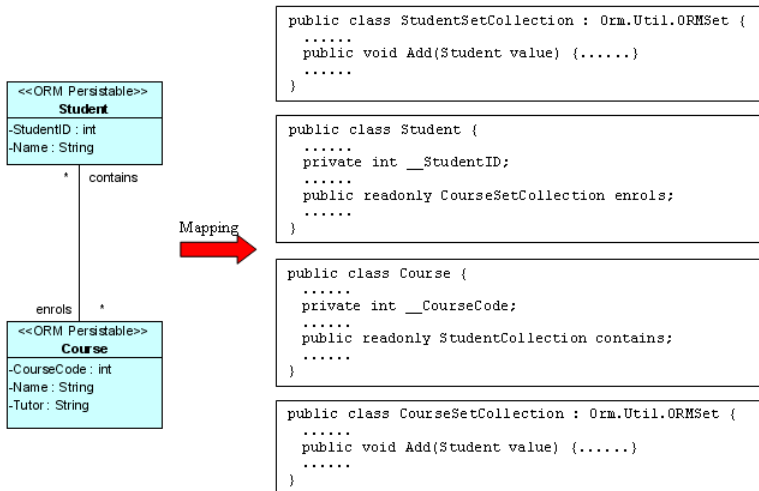 <<ORM Persistable>>
Student
-StudentID : int
-Name : String
* contains
enrols *
<<ORM Persistable>>
Course
-CourseCode : int
-Name : String
-Tutor : String
Mapping
public class StudentSetCollection : Orm.Util.ORMSet {
......
public void Add(Student value) {......}
......
}
public class Student {
......
private int __StudentID;
......
public readonly CourseSetCollection enrols;
......
}
public class Course {
......
private int __CourseCode;
......
public readonly StudentCollection contains;
......
}
public class CourseSetCollection : Orm.Util.ORMSet {
......
public void Add(Student value) {......}
......
}